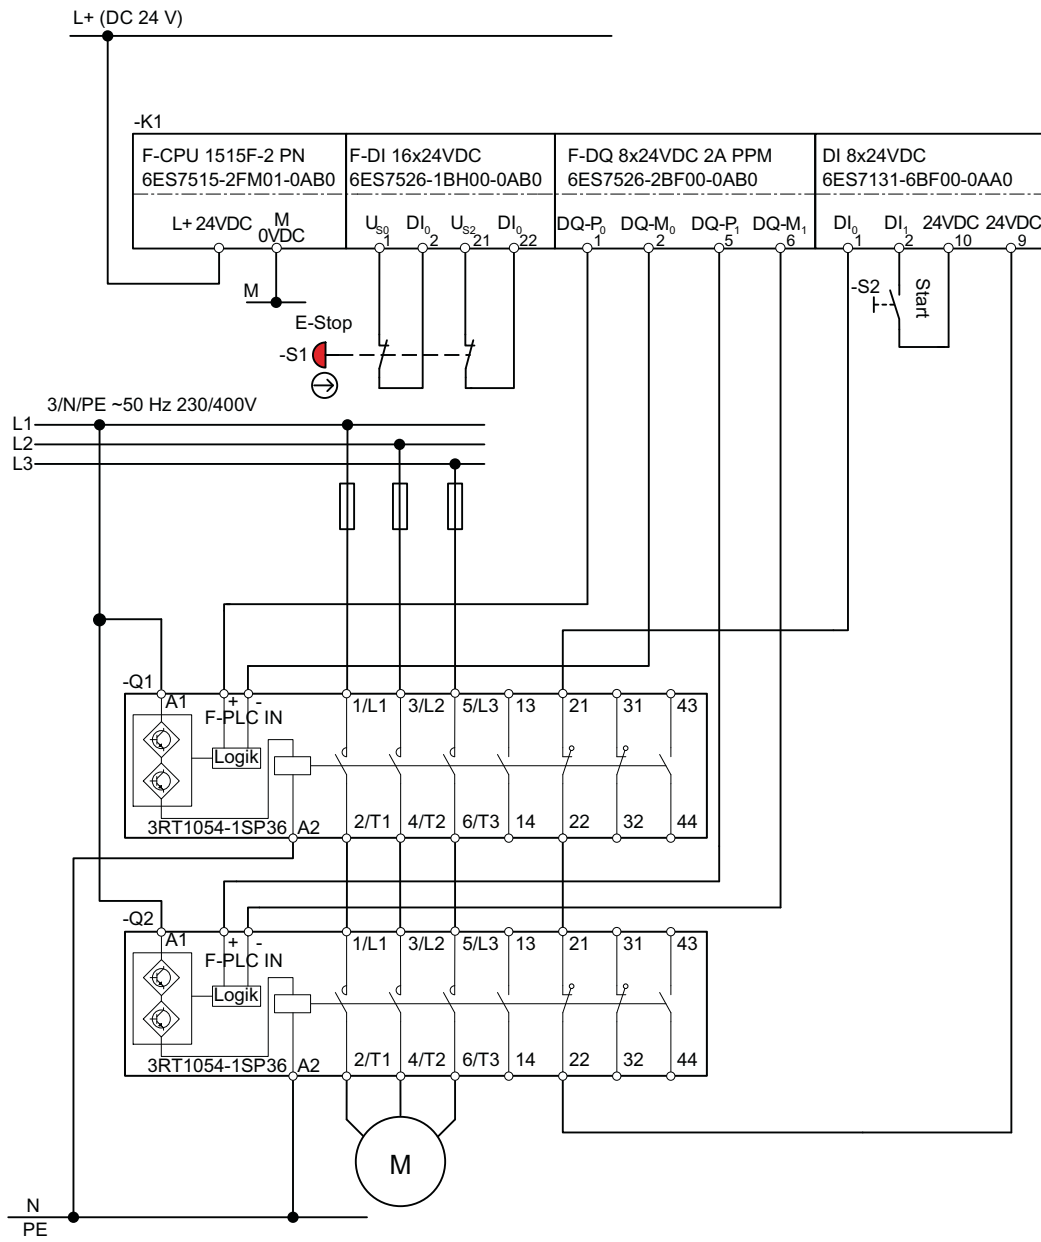 L+ (DC 24 V)
-K1
F-CPU 1515F-2 PN
6ES7515-2FM01-0AB0
F-DI 16x24VDC
6ES7526-1BH00-0AB0
F-DQ 8x24VDC 2A PPM
6ES7526-2BF00-0AB0
DI 8x24VDC
6ES7131-6BF00-0AA0
L+ 24VDC
M
0VDC
US0
1
DI0
2
US2
21
DI0
22
DQ-P0
1
DQ-M0
2
DQ-P1
5
DQ-M1
6
DI0
1
DI1
2
24VDC
10
24VDC
9
M
E-Stop
-S1
-S2
Start
3/N/PE ~50 Hz 230/400V
L1
L2
L3
-Q1
A1
+
-
F-PLC IN
Logik
1/L1
3/L2
5/L3
13
21
31
43
3RT1054-1SP36
A2
2/T1
4/T2
6/T3
14
22
32
44
-Q2
A1
+
-
F-PLC IN
Logik
1/L1
3/L2
5/L3
13
21
31
43
3RT1054-1SP36
A2
2/T1
4/T2
6/T3
14
22
32
44
M
N
PE